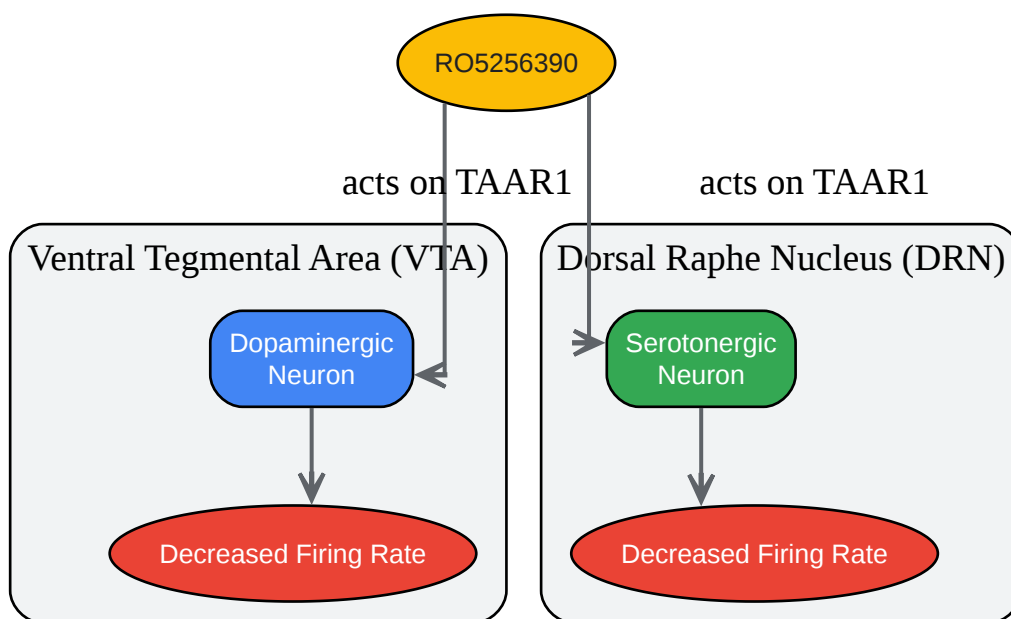 RO5256390
acts on TAAR1
acts on TAAR1
Ventral Tegmental Area (VTA)
Dorsal Raphe Nucleus (DRN)
Dopaminergic
Neuron
Serotonergic
Neuron
Decreased Firing Rate
Decreased Firing Rate